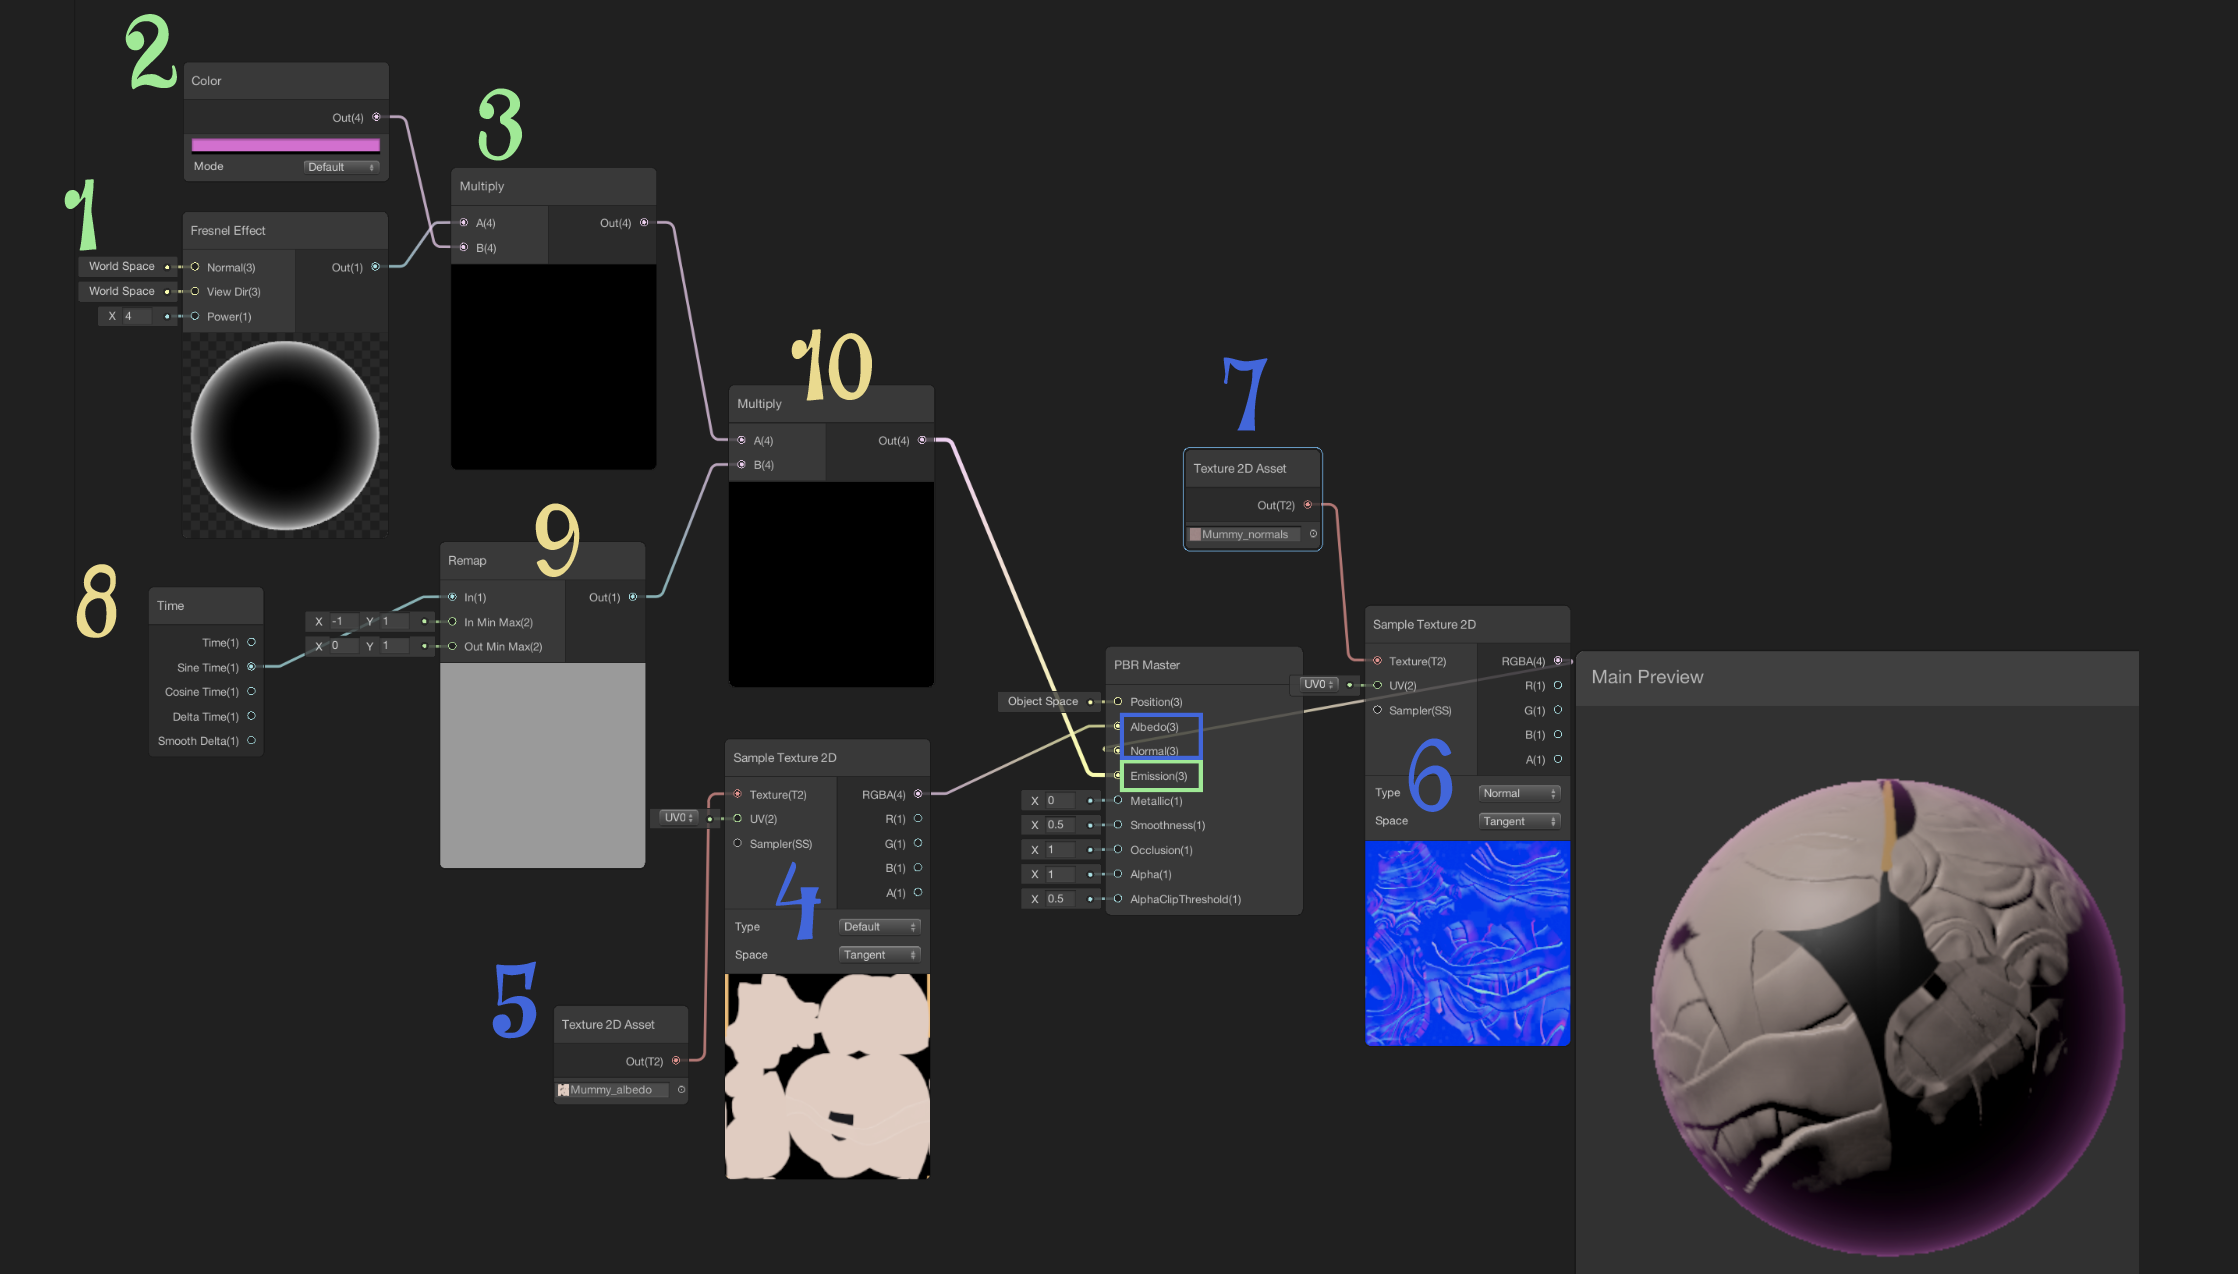 2
Color
Out(4)
Mode Default
1
Fresnel Effect
World Space Normal(3) Out(1)
World Space View Dir(3)
X 4 Power(1)
3
Multiply
A(4) Out(4)
B(4)
10
Multiply
A(4) Out(4)
B(4)
8
Time
Time(1)
Sine Time(1)
Cosine Time(1)
Delta Time(1)
Smooth Delta(1)
9
Remap
In(1) Out(1)
X -1 Y 1 In Min Max(2)
X 0 Y 1 Out Min Max(2)
7
Texture 2D Asset
Out(T2)
Mummy_normals
5
Texture 2D Asset
Out(T2)
Mummy_albedo
4
Sample Texture 2D
Texture(T2) RGBA(4)
UV0 UV(2) R(1)
Sampler(SS) G(1)
B(1)
A(1)
Type Default
Space Tangent
PBR Master
Object Space Position(3)
Albedo(3)
Normal(3)
Emission(3)
X 0 Metallic(1)
X 0.5 Smoothness(1)
X 1 Occlusion(1)
X 1 Alpha(1)
X 0.5 AlphaClipThreshold(1)
6
Sample Texture 2D
Texture(T2) RGBA(4)
UV0 UV(2) R(1)
Sampler(SS) G(1)
B(1)
A(1)
Type Normal
Space Tangent
Main Preview